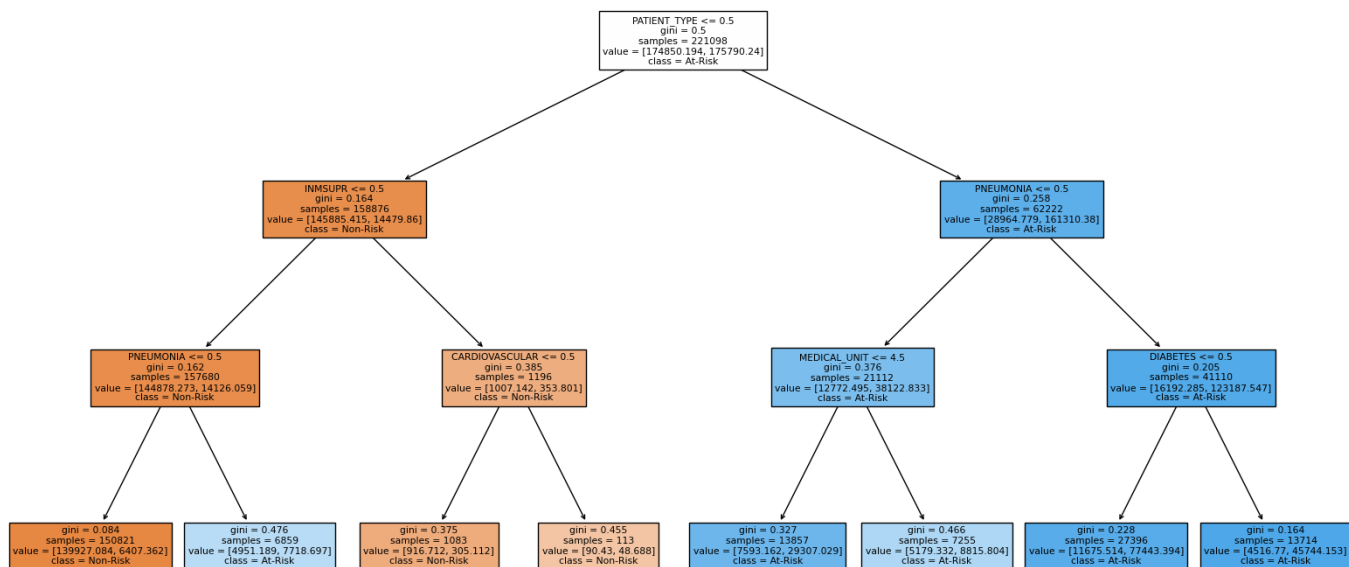 PATIENT_TYPE <= 0.5
gini = 0.5
samples = 221098
value = [174850.194, 175790.24]
class = At-Risk
INMSUPR <= 0.5
gini = 0.164
samples = 158876
value = [145885.415, 14479.86]
class = Non-Risk
PNEUMONIA <= 0.5
gini = 0.258
samples = 62222
value = [28964.779, 161310.38]
class = At-Risk
PNEUMONIA <= 0.5
gini = 0.162
samples = 157680
value = [144878.273, 14126.059]
class = Non-Risk
CARDIOVASCULAR <= 0.5
gini = 0.385
samples = 1196
value = [1007.142, 353.801]
class = Non-Risk
MEDICAL_UNIT <= 4.5
gini = 0.376
samples = 21112
value = [12772.495, 38122.833]
class = At-Risk
DIABETES <= 0.5
gini = 0.205
samples = 41110
value = [16192.285, 123187.547]
class = At-Risk
gini = 0.084
samples = 150821
value = [139927.084, 6407.362]
class = Non-Risk
gini = 0.476
samples = 6859
value = [4951.189, 7718.697]
class = At-Risk
gini = 0.375
samples = 1083
value = [916.712, 305.112]
class = Non-Risk
gini = 0.455
samples = 113
value = [90.43, 48.688]
class = Non-Risk
gini = 0.327
samples = 13857
value = [7593.162, 29307.029]
class = At-Risk
gini = 0.466
samples = 7255
value = [5179.332, 8815.804]
class = At-Risk
gini = 0.228
samples = 27396
value = [11675.514, 77443.394]
class = At-Risk
gini = 0.164
samples = 13714
value = [4516.77, 45744.153]
class = At-Risk